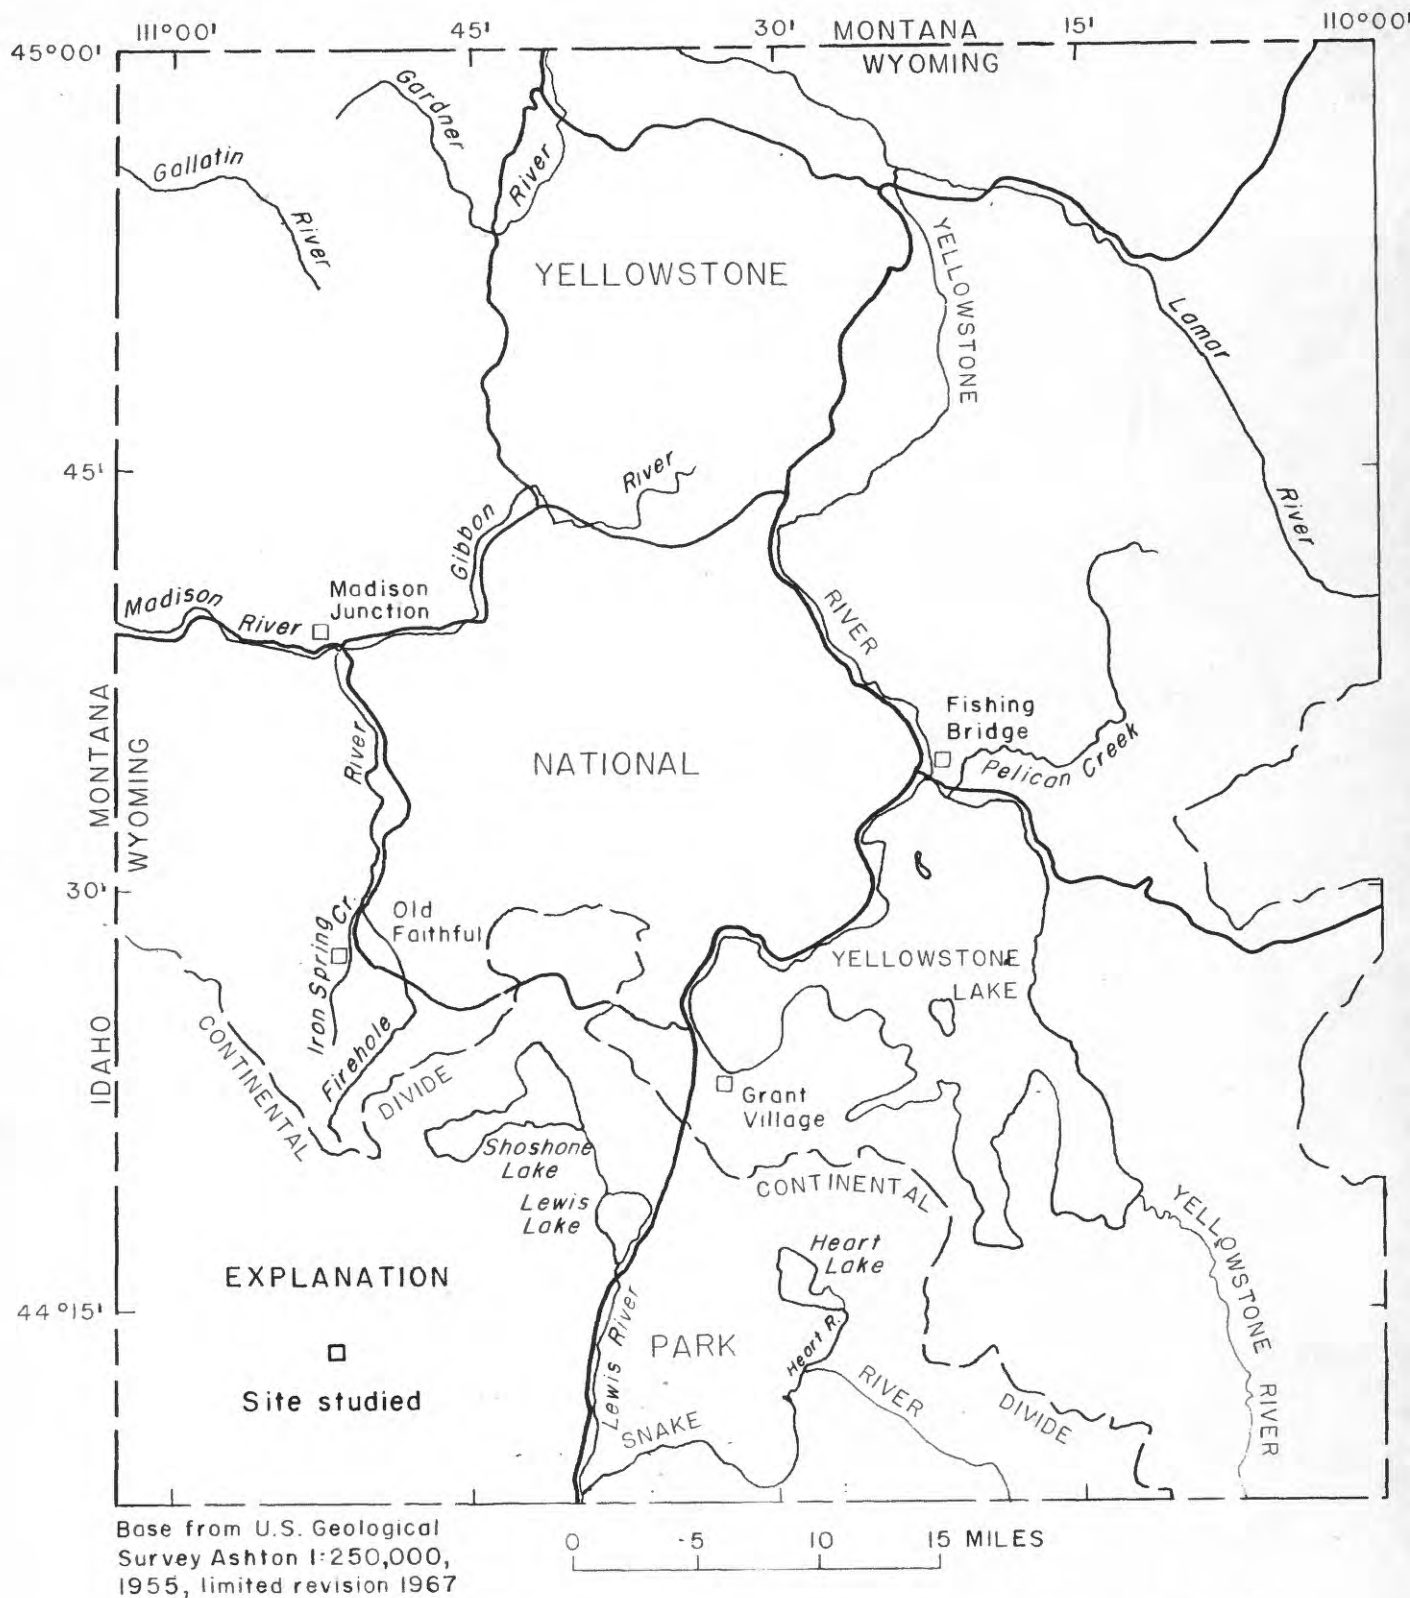 111°00'
45'
30'
MONTANA
WYOMING
15'
110°00'
45°00'
Gardner
River
Gallatin
River
YELLOWSTONE
YELLOWSTONE
Lamar
River
45'
River
Gibbon
Madison
River
Madison
Junction
RIVER
MONTANA
WYOMING
River
NATIONAL
Fishing
Bridge
Pelican Creek
30'
Iron Spring Cr.
Old
Faithful
YELLOWSTONE
LAKE
IDAHO
CONTINENTAL
Firehole
DIVIDE
Grant
Village
Shoshone
Lake
CONTINENTAL
Lewis
Lake
YELLOWSTONE
RIVER
Heart
Lake
EXPLANATION
44°15'
Site studied
Lewis River
PARK
Heart R.
SNAKE
RIVER
DIVIDE
Base from U.S. Geological
Survey Ashton 1:250,000,
1955, limited revision 1967
0 5 10 15 MILES